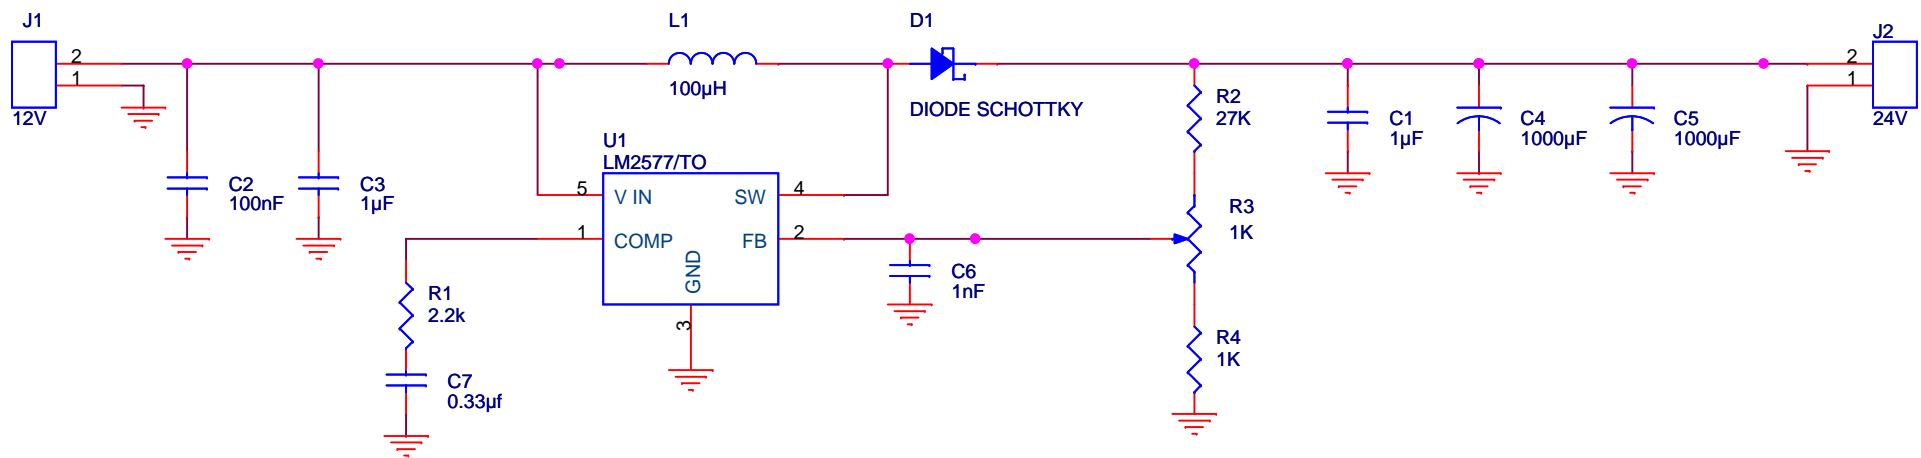 J1
2
1
12V
C2
100nF
C3
1µF
L1
100µH
D1
DIODE SCHOTTKY
U1
LM2577/TO
5
V IN
SW
4
1
COMP
FB
2
GND
3
R1
2.2k
C7
0.33µf
C6
1nF
R2
27K
R3
1K
R4
1K
C1
1µF
C4
1000µF
C5
1000µF
J2
2
1
24V